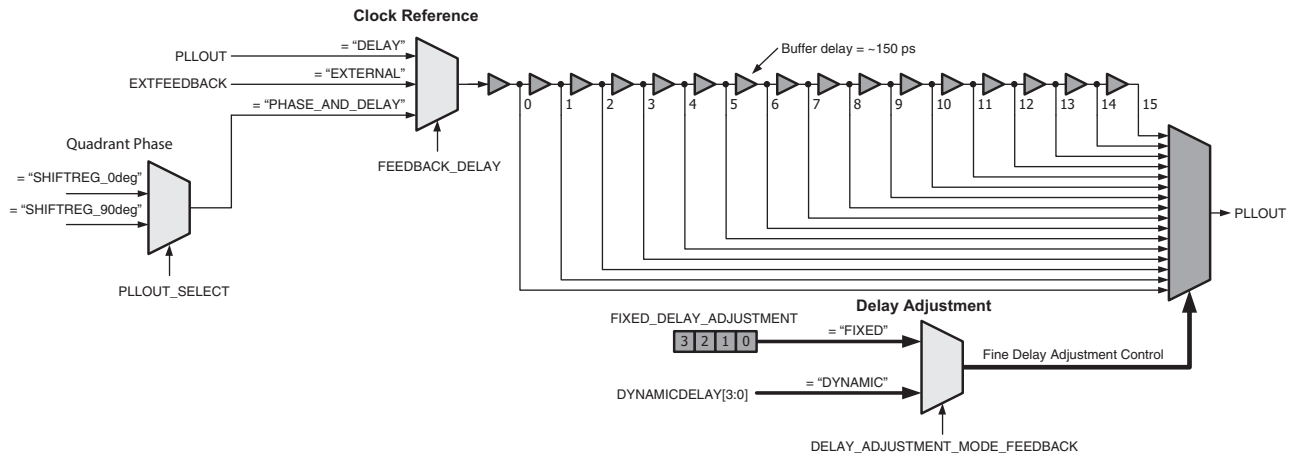 Clock Reference
PLLOUT
= “DELAY”
EXTFEEDBACK
= “EXTERNAL”
= “PHASE_AND_DELAY”
FEEDBACK_DELAY
Quadrant Phase
= “SHIFTREG_0deg”
= “SHIFTREG_90deg”
PLLOUT_SELECT
Buffer delay = ~150 ps
0 1 2 3 4 5 6 7 8 9 10 11 12 13 14 15
PLLOUT
Delay Adjustment
FIXED_DELAY_ADJUSTMENT
3 2 1 0
= “FIXED”
Fine Delay Adjustment Control
DYNAMICDELAY[3:0]
= “DYNAMIC”
DELAY_ADJUSTMENT_MODE_FEEDBACK